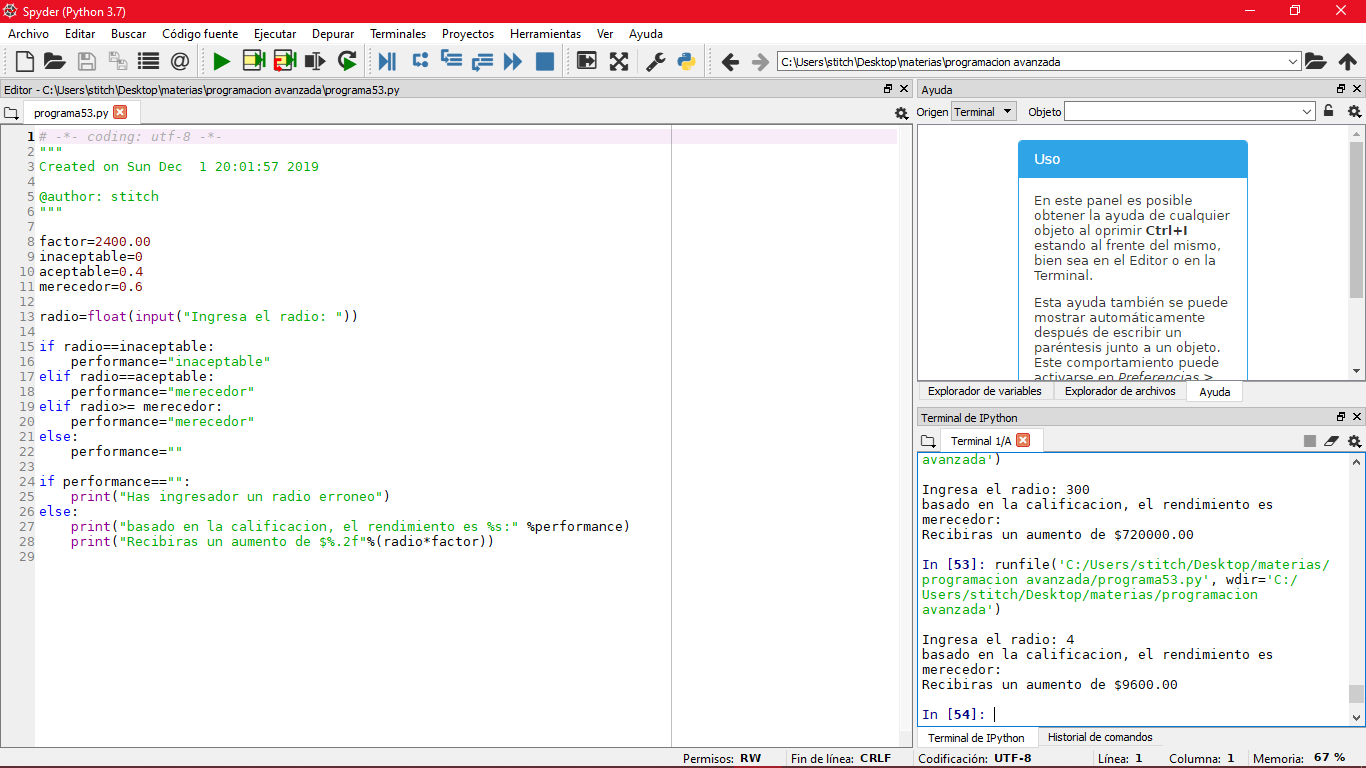 Spyder (Python 3.7)
Archivo Editar Buscar Código fuente Ejecutar Depurar Terminales Proyectos Herramientas Ver Ayuda
C:\Users\stitch\Desktop\materias\programacion avanzada
Editor - C:\Users\stitch\Desktop\materias\programacion avanzada\programa53.py
programa53.py
1 # -*- coding: utf-8 -*-
2 """
3 Created on Sun Dec  1 20:01:57 2019
4
5 @author: stitch
6 """
7
8 factor=2400.00
9 inaceptable=0
10 aceptable=0.4
11 merecedor=0.6
12
13 radio=float(input("Ingresa el radio: "))
14
15 if radio==inaceptable:
16     performance="inaceptable"
17 elif radio==aceptable:
18     performance="merecedor"
19 elif radio>= merecedor:
20     performance="merecedor"
21 else:
22     performance=""
23
24 if performance=="":
25     print("Has ingresador un radio erroneo")
26 else:
27     print("basado en la calificacion, el rendimiento es %s:" %performance)
28     print("Recibiras un aumento de $%.2f"%(radio*factor))
29
Ayuda
Origen Terminal Objeto
Uso
En este panel es posible
obtener la ayuda de cualquier
objeto al oprimir Ctrl+I
estando al frente del mismo,
bien sea en el Editor o en la
Terminal.
Esta ayuda también se puede
mostrar automáticamente
después de escribir un
paréntesis junto a un objeto.
Este comportamiento puede
activarse en Preferencias >
Explorador de variables Explorador de archivos Ayuda
Terminal de IPython
Terminal 1/A
avanzada')
Ingresa el radio: 300
basado en la calificacion, el rendimiento es
merecedor:
Recibiras un aumento de $720000.00
In [53]: runfile('C:/Users/stitch/Desktop/materias/
programacion avanzada/programa53.py', wdir='C:/
Users/stitch/Desktop/materias/programacion
avanzada')
Ingresa el radio: 4
basado en la calificacion, el rendimiento es
merecedor:
Recibiras un aumento de $9600.00
In [54]:
Terminal de IPython Historial de comandos
Permisos: RW Fin de línea: CRLF Codificación: UTF-8 Línea: 1 Columna: 1 Memoria: 67 %